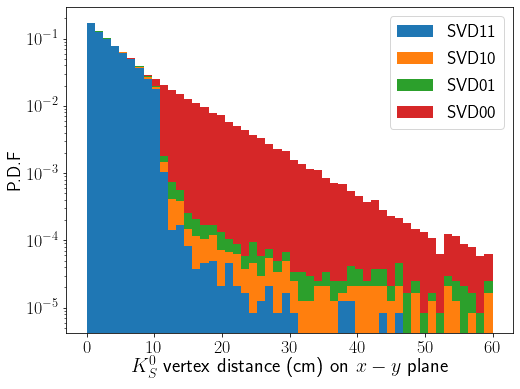 10⁻¹
10⁻²
10⁻³
10⁻⁴
10⁻⁵
P.D.F
SVD11
SVD10
SVD01
SVD00
0 10 20 30 40 50 60
K_S^0 vertex distance (cm) on x − y plane